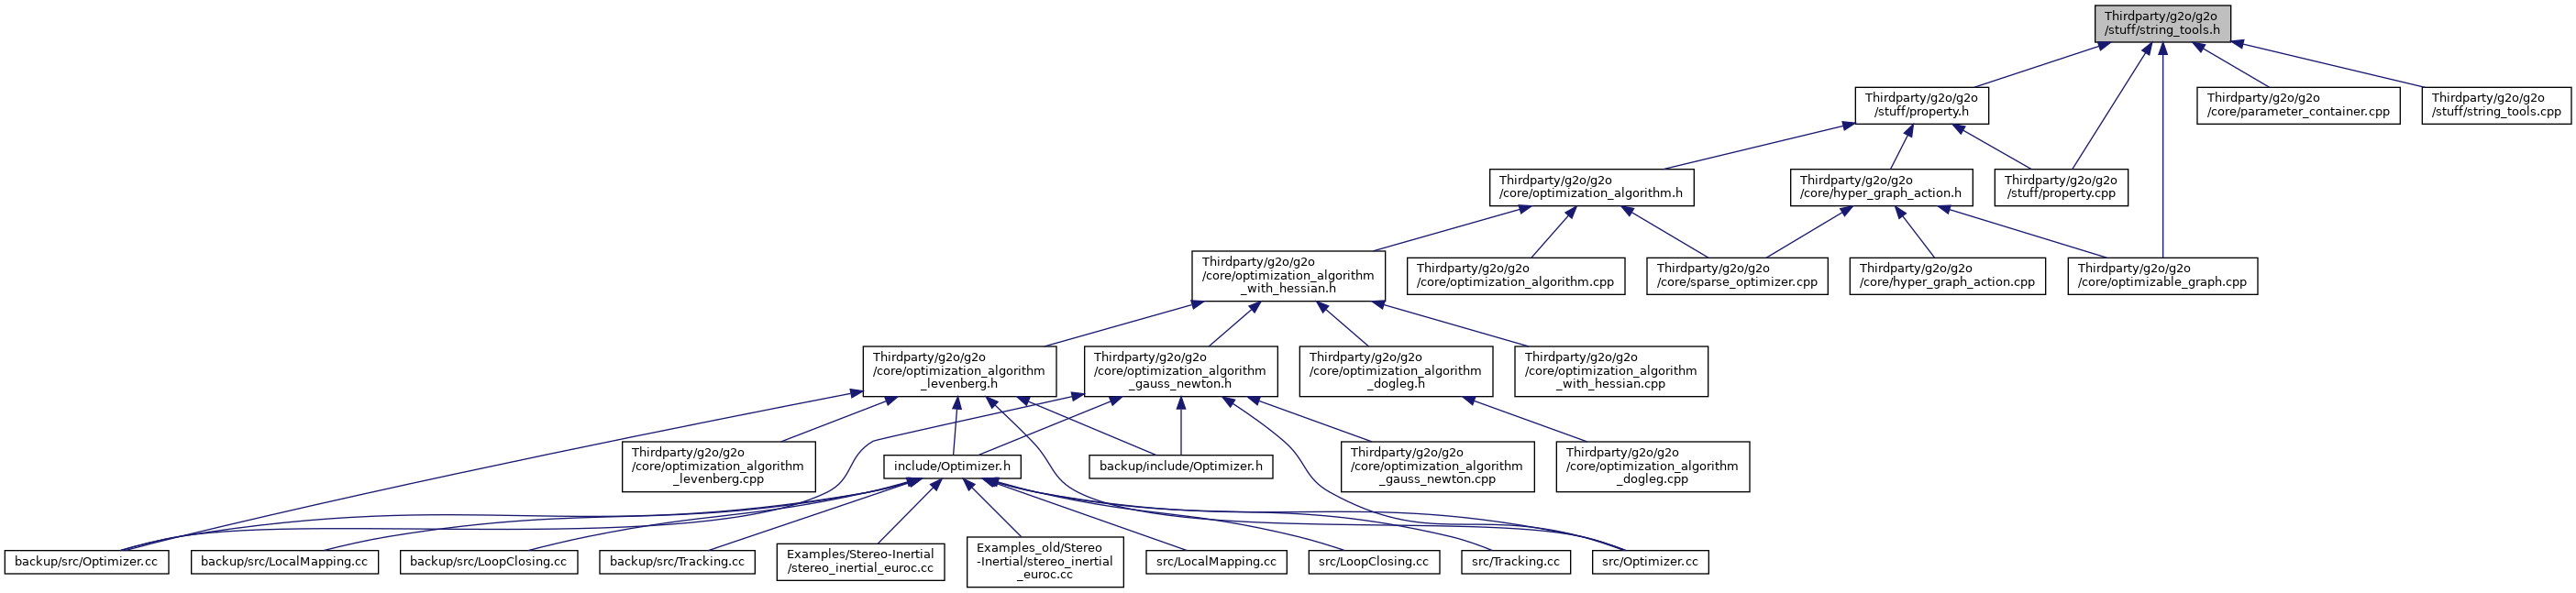 Thirdparty/g2o/g2o
/stuff/string_tools.h
Thirdparty/g2o/g2o
/stuff/property.h
Thirdparty/g2o/g2o
/core/parameter_container.cpp
Thirdparty/g2o/g2o
/stuff/string_tools.cpp
Thirdparty/g2o/g2o
/core/optimization_algorithm.h
Thirdparty/g2o/g2o
/core/hyper_graph_action.h
Thirdparty/g2o/g2o
/stuff/property.cpp
Thirdparty/g2o/g2o
/core/optimization_algorithm
_with_hessian.h
Thirdparty/g2o/g2o
/core/optimization_algorithm.cpp
Thirdparty/g2o/g2o
/core/sparse_optimizer.cpp
Thirdparty/g2o/g2o
/core/hyper_graph_action.cpp
Thirdparty/g2o/g2o
/core/optimizable_graph.cpp
Thirdparty/g2o/g2o
/core/optimization_algorithm
_levenberg.h
Thirdparty/g2o/g2o
/core/optimization_algorithm
_gauss_newton.h
Thirdparty/g2o/g2o
/core/optimization_algorithm
_dogleg.h
Thirdparty/g2o/g2o
/core/optimization_algorithm
_with_hessian.cpp
Thirdparty/g2o/g2o
/core/optimization_algorithm
_levenberg.cpp
include/Optimizer.h
backup/include/Optimizer.h
Thirdparty/g2o/g2o
/core/optimization_algorithm
_gauss_newton.cpp
Thirdparty/g2o/g2o
/core/optimization_algorithm
_dogleg.cpp
backup/src/Optimizer.cc
backup/src/LocalMapping.cc
backup/src/LoopClosing.cc
backup/src/Tracking.cc
Examples/Stereo-Inertial
/stereo_inertial_euroc.cc
Examples_old/Stereo
-Inertial/stereo_inertial
_euroc.cc
src/LocalMapping.cc
src/LoopClosing.cc
src/Tracking.cc
src/Optimizer.cc